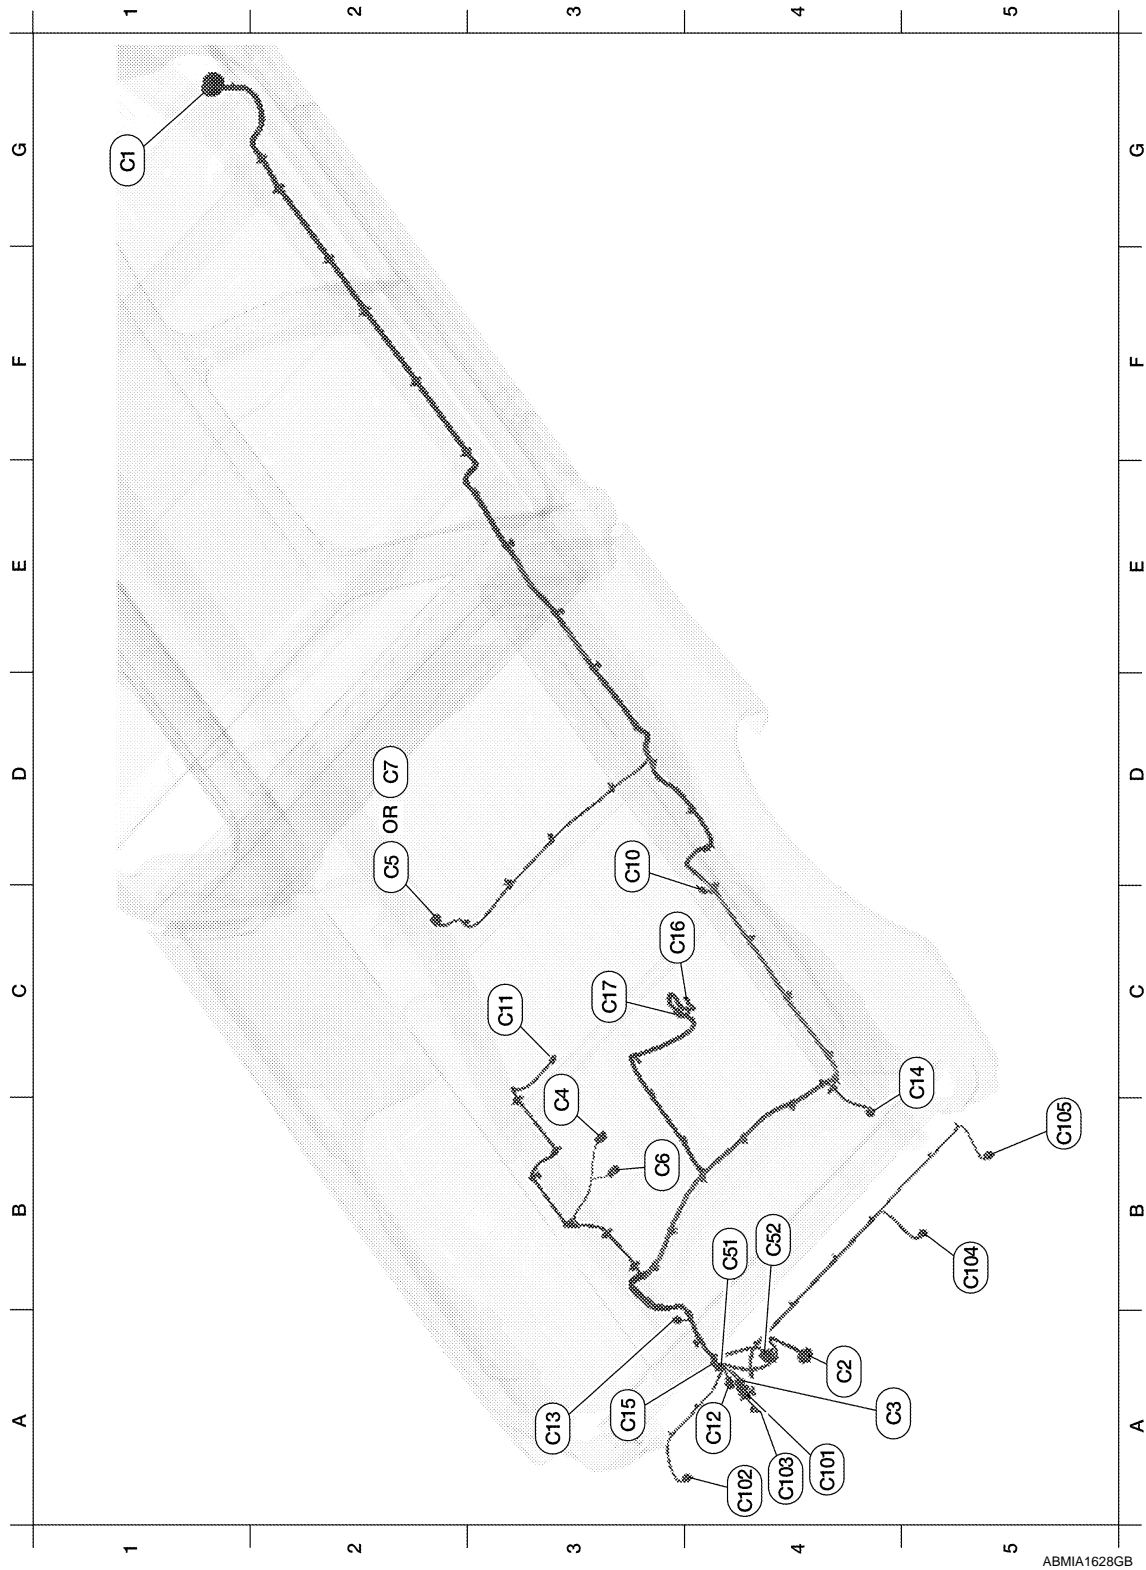 1 2 3 4 5
G G
F F
E E
D D
C C
B B
A A
1 2 3 4 5
C1
C5 OR C7
C10
C16
C17
C11
C4
C6
C14
C105
C104
C51
C52
C13
C15
C12
C2
C3
C102
C103
C101
ABMIA1628GB